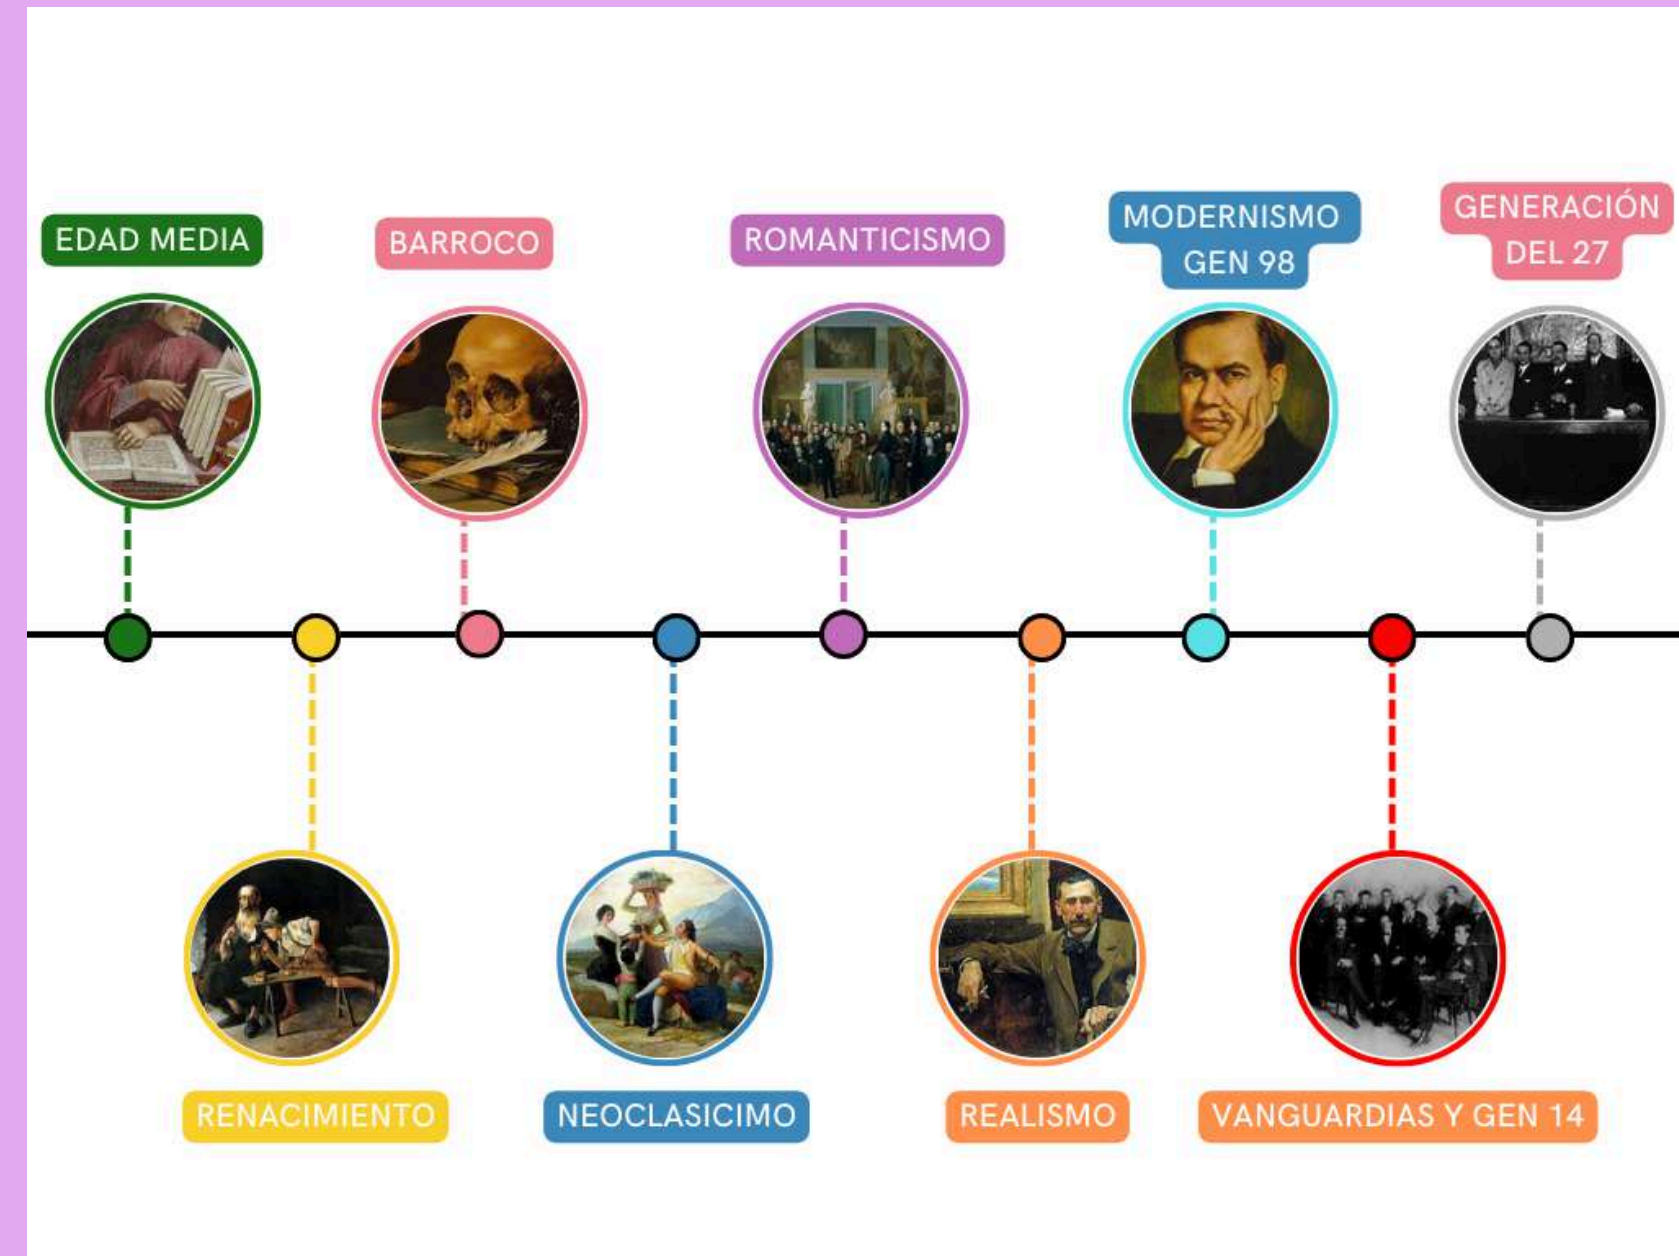 EDAD MEDIA
BARROCO
ROMANTICISMO
MODERNISMO
GEN 98
GENERACIÓN
DEL 27
RENACIMIENTO
NEOCLASICIMO
REALISMO
VANGUARDIAS Y GEN 14